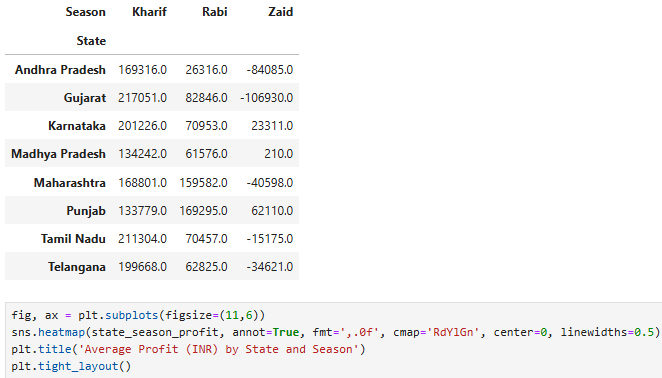 Season Kharif Rabi Zaid
State
Andhra Pradesh 169316.0 26316.0 -84085.0
Gujarat 217051.0 82846.0 -106930.0
Karnataka 201226.0 70953.0 23311.0
Madhya Pradesh 134242.0 61576.0 210.0
Maharashtra 168801.0 159582.0 -40598.0
Punjab 133779.0 169295.0 62110.0
Tamil Nadu 211304.0 70457.0 -15175.0
Telangana 199668.0 62825.0 -34621.0
fig, ax = plt.subplots(figsize=(11,6))
sns.heatmap(state_season_profit, annot=True, fmt=',.0f', cmap='RdYlGn', center=0, linewidths=0.5)
plt.title('Average Profit (INR) by State and Season')
plt.tight_layout()